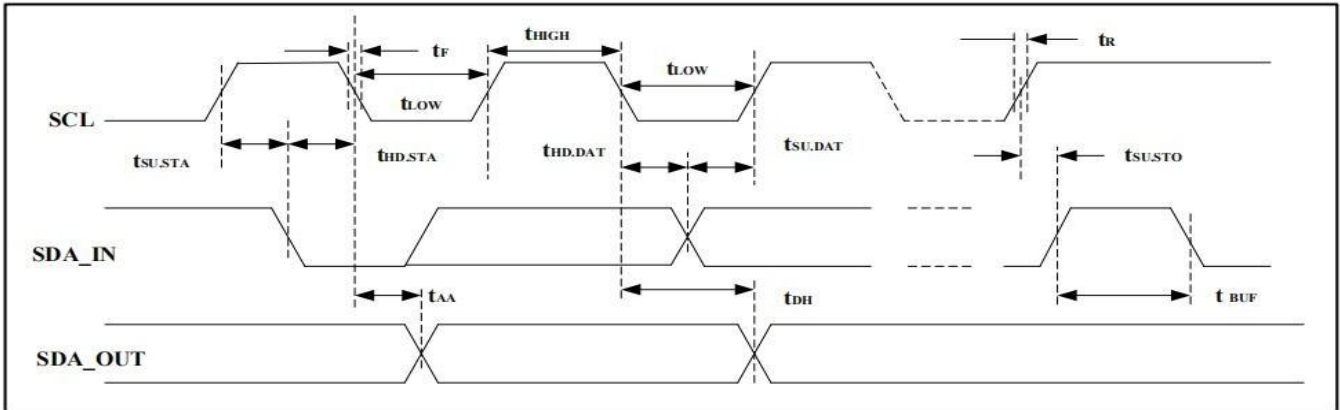 tF
tHIGH
tR
tLOW
tLOW
SCL
tSU.STA
tHD.STA
tHD.DAT
tSU.DAT
tSU.STO
SDA_IN
tAA
tDH
t BUF
SDA_OUT